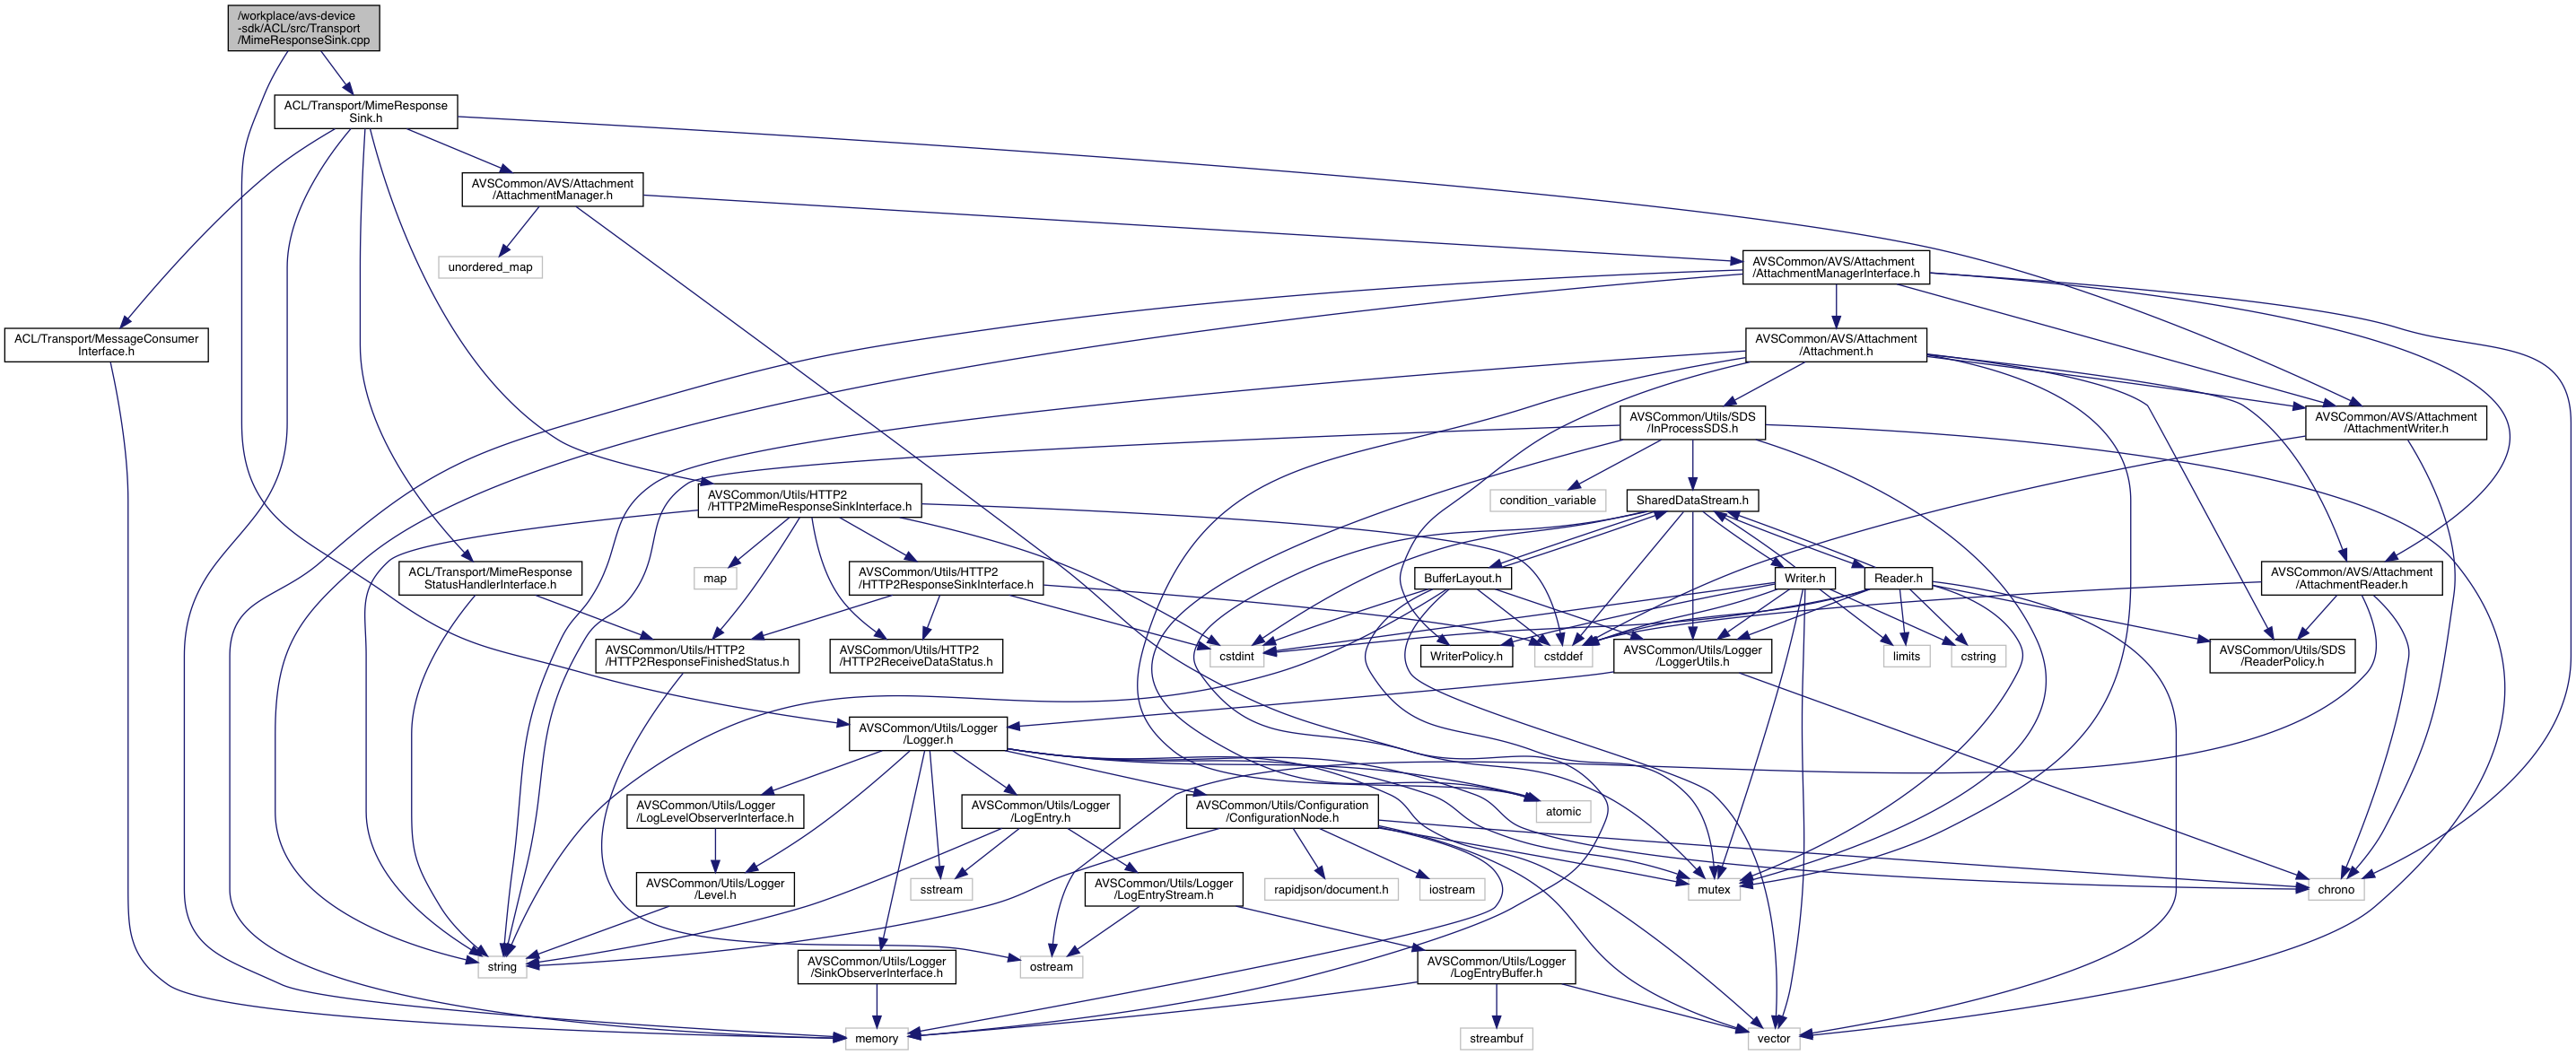 /workplace/avs-device
-sdk/ACL/src/Transport
/MimeResponseSink.cpp
ACL/Transport/MimeResponse
Sink.h
AVSCommon/AVS/Attachment
/AttachmentManager.h
unordered_map
AVSCommon/AVS/Attachment
/AttachmentManagerInterface.h
ACL/Transport/MessageConsumer
Interface.h
AVSCommon/AVS/Attachment
/Attachment.h
AVSCommon/Utils/SDS
/InProcessSDS.h
AVSCommon/AVS/Attachment
/AttachmentWriter.h
AVSCommon/Utils/HTTP2
/HTTP2MimeResponseSinkInterface.h
condition_variable
SharedDataStream.h
ACL/Transport/MimeResponse
StatusHandlerInterface.h
map
AVSCommon/Utils/HTTP2
/HTTP2ResponseSinkInterface.h
BufferLayout.h
Writer.h
Reader.h
AVSCommon/AVS/Attachment
/AttachmentReader.h
AVSCommon/Utils/HTTP2
/HTTP2ResponseFinishedStatus.h
AVSCommon/Utils/HTTP2
/HTTP2ReceiveDataStatus.h
cstdint
WriterPolicy.h
cstddef
AVSCommon/Utils/Logger
/LoggerUtils.h
limits
cstring
AVSCommon/Utils/SDS
/ReaderPolicy.h
AVSCommon/Utils/Logger
/Logger.h
AVSCommon/Utils/Logger
/LogLevelObserverInterface.h
AVSCommon/Utils/Logger
/LogEntry.h
AVSCommon/Utils/Configuration
/ConfigurationNode.h
atomic
AVSCommon/Utils/Logger
/Level.h
sstream
AVSCommon/Utils/Logger
/LogEntryStream.h
rapidjson/document.h
iostream
mutex
chrono
string
AVSCommon/Utils/Logger
/SinkObserverInterface.h
ostream
AVSCommon/Utils/Logger
/LogEntryBuffer.h
memory
streambuf
vector